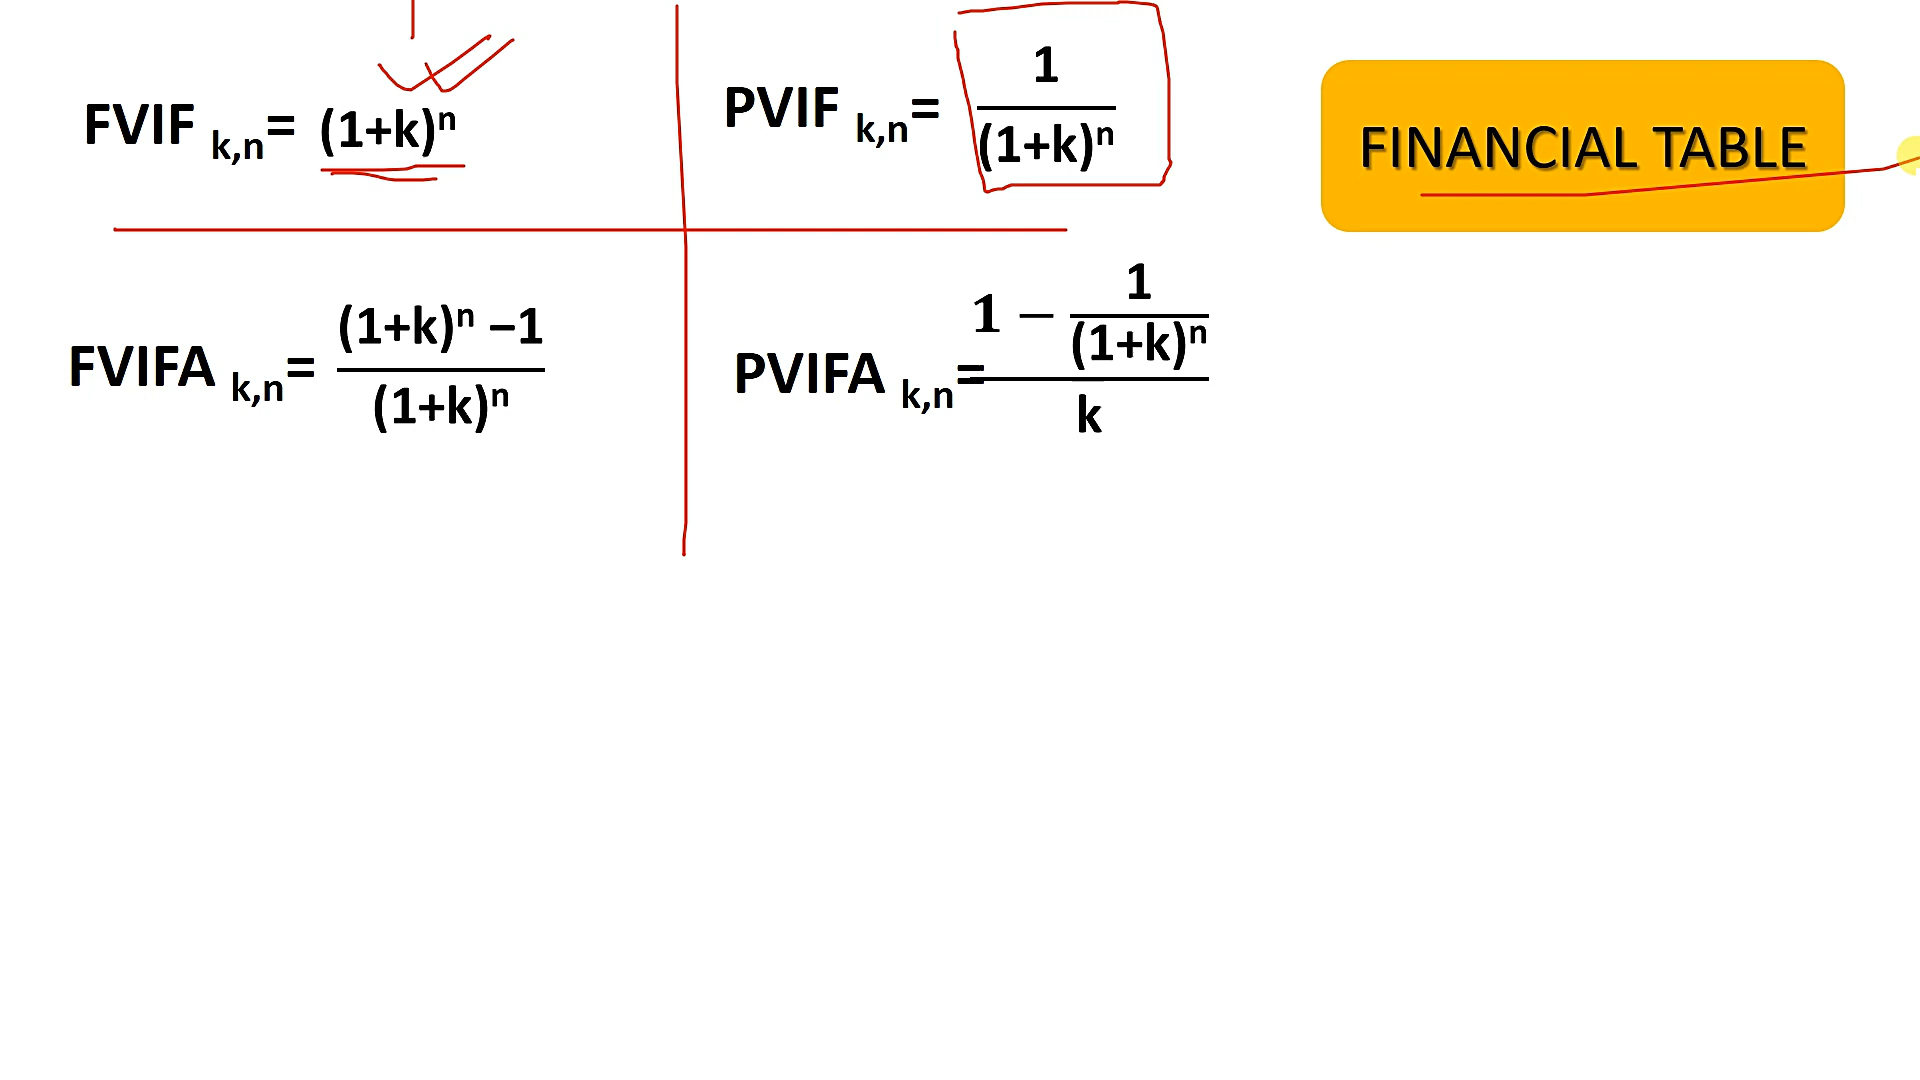 FVIF k,n= (1+k)ⁿ
PVIF k,n= 1
(1+k)ⁿ
FINANCIAL TABLE
FVIFA k,n= (1+k)ⁿ –1
(1+k)ⁿ
PVIFA k,n= 1 – 1
(1+k)ⁿ
k